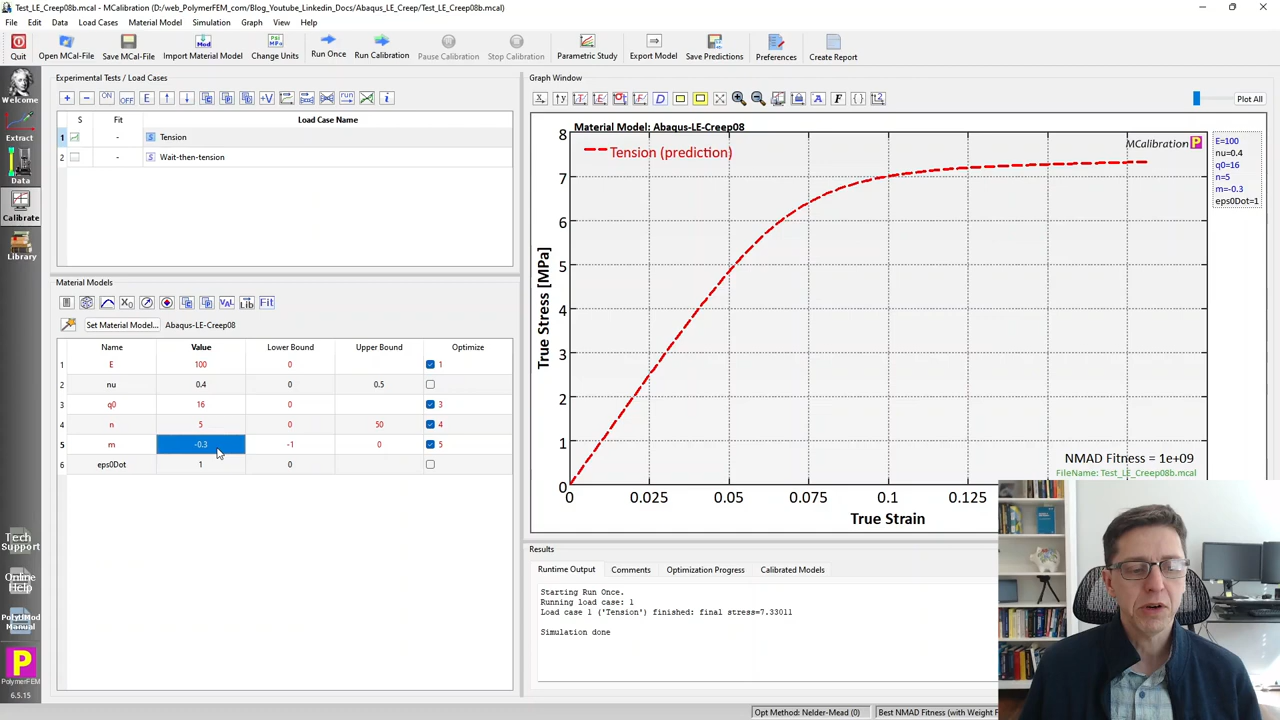 Test_LE_Creep08b.mcal - MCalibration (D:/web_PolymerFEM_com/Blog_Youtube_Linkedin_Docs/Abaqus_LE_Creep/Test_LE_Creep08b.mcal)
File Edit Data Load Cases Material Model Simulation Graph View Help
Quit Open MCal-File Save MCal-File Import Material Model Change Units Run Once Run Calibration Pause Calibration Stop Calibration Parametric Study Export Model Save Predictions Preferences Create Report
Welcome
Extract
Data
Calibrate
Library
Tech Support
Online Help
PolyUMod Manual
PolymerFEM
6.5.15
Experimental Tests / Load Cases
ON OFF E +V run
S Fit Load Case Name
1 - S Tension
2 - S Wait-then-tension
Material Models
X0 VAL Lib Fit
Set Material Model... Abaqus-LE-Creep08
Name Value Lower Bound Upper Bound Optimize
1 E 100 0 1
2 nu 0.4 0 0.5
3 q0 16 0 3
4 n 5 0 50 4
5 m -0.3 -1 0 5
6 eps0Dot 1 0
Graph Window
Plot All
Material Model: Abaqus-LE-Creep08
Tension (prediction)
MCalibration
E=100
nu=0.4
q0=16
n=5
m=-0.3
eps0Dot=1
8
7
6
5
4
3
2
1
0
True Stress [MPa]
0 0.025 0.05 0.075 0.1 0.125
True Strain
NMAD Fitness = 1e+09
FileName: Test_LE_Creep08b.mcal
Results
Runtime Output Comments Optimization Progress Calibrated Models
Starting Run Once.
Running load case: 1
Load case 1 ('Tension') finished: final stress=7.33011
Simulation done
Opt Method: Nelder-Mead (0) Best NMAD Fitness (with Weight F